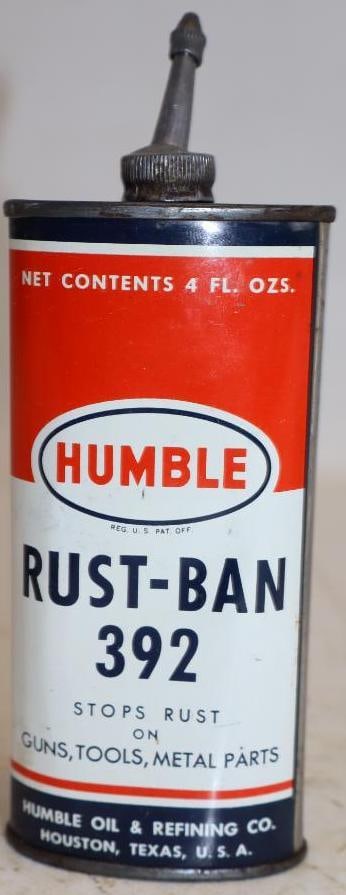 NET CONTENTS 4 FL. OZS.
HUMBLE
REG. U. S. PAT. OFF.
RUST-BAN
392
STOPS RUST
ON
GUNS, TOOLS, METAL PARTS
HUMBLE OIL & REFINING CO.
HOUSTON, TEXAS, U. S. A.